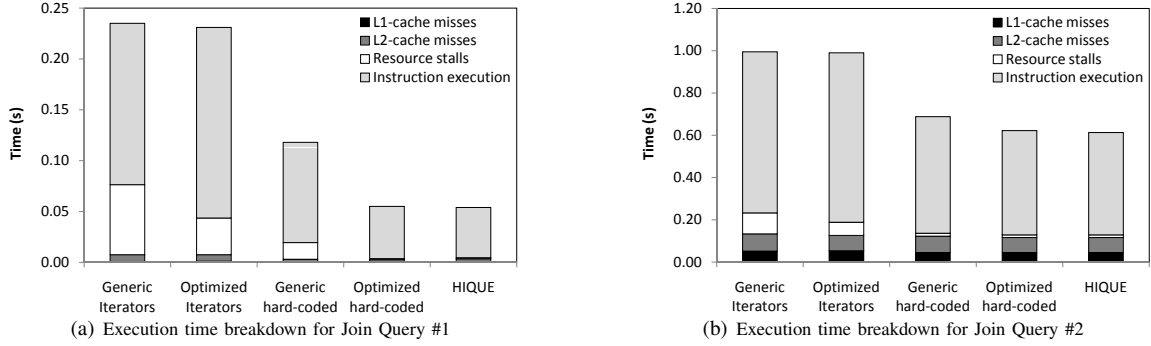 0.25
0.20
0.15
0.10
0.05
0.00
Time (s)
L1-cache misses
L2-cache misses
Resource stalls
Instruction execution
Generic Iterators
Optimized Iterators
Generic hard-coded
Optimized hard-coded
HIQUE
(a) Execution time breakdown for Join Query #1
1.20
1.00
0.80
0.60
0.40
0.20
0.00
Time (s)
L1-cache misses
L2-cache misses
Resource stalls
Instruction execution
Generic Iterators
Optimized Iterators
Generic hard-coded
Optimized hard-coded
HIQUE
(b) Execution time breakdown for Join Query #2